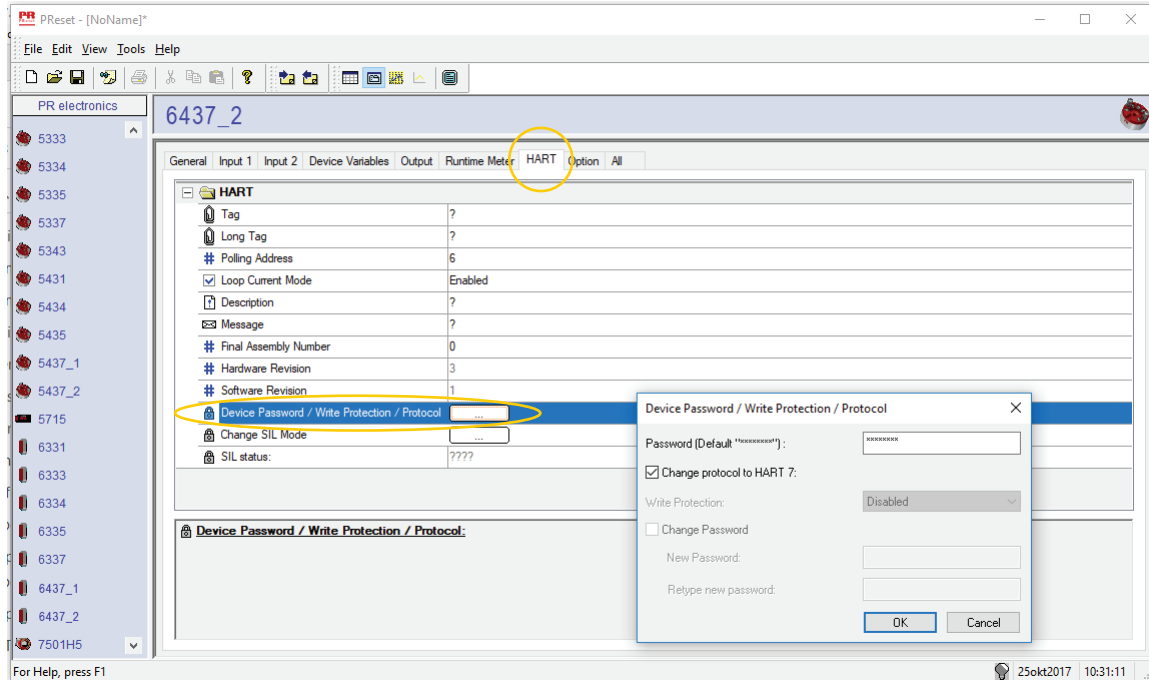 PR
PReset
PReset - [NoName]*
File Edit View Tools Help
PR electronics
5333
5334
5335
5337
5343
5431
5434
5435
5437_1
5437_2
5715
6331
6333
6334
6335
6337
6437_1
6437_2
7501H5
6437_2
General Input 1 Input 2 Device Variables Output Runtime Meter HART Option All
HART
Tag ?
Long Tag ?
# Polling Address 6
Loop Current Mode Enabled
Description ?
Message ?
# Final Assembly Number 0
# Hardware Revision 3
# Software Revision 1
Device Password / Write Protection / Protocol ...
Change SIL Mode ...
SIL status: ????
Device Password / Write Protection / Protocol:
Device Password / Write Protection / Protocol
Password (Default "********") : ********
Change protocol to HART 7:
Write Protection: Disabled
Change Password
New Password:
Retype new password:
OK Cancel
For Help, press F1
25okt2017 10:31:11